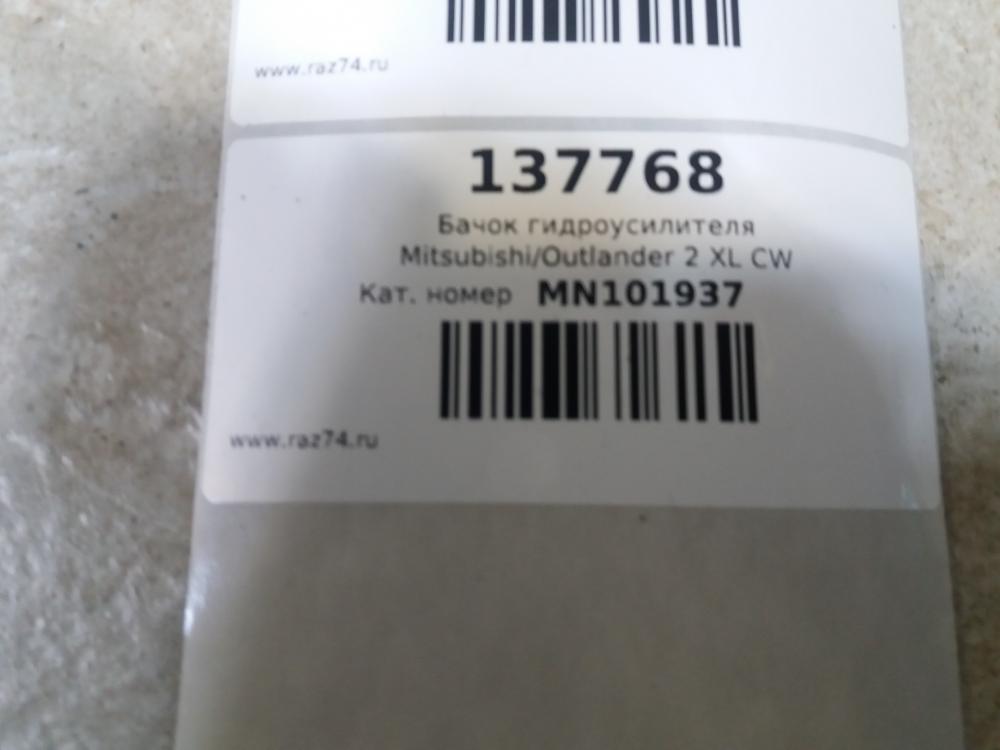 www.raz74.ru
137768
Бачок гидроусилителя
Mitsubishi/Outlander 2 XL CW
Кат. номер MN101937
www.raz74.ru